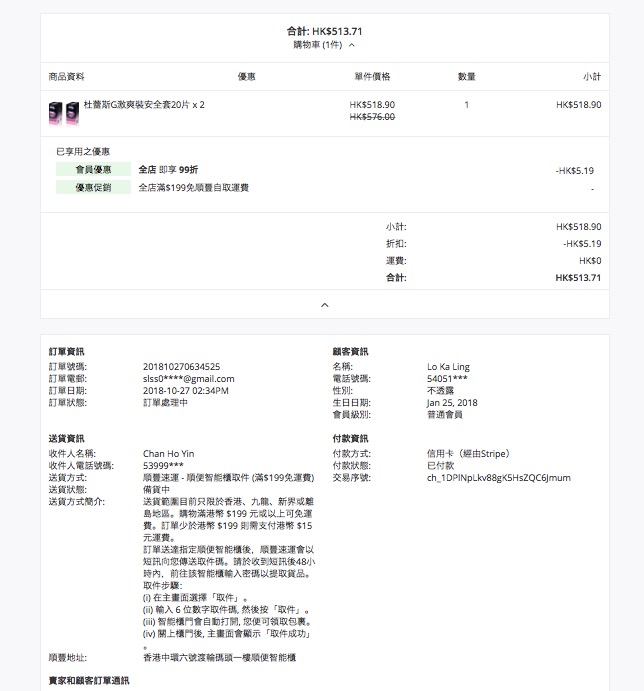 合計: HK$513.71
購物車 (1件)
商品資料 優惠 單件價格 數量 小計
杜蕾斯G激爽裝安全套20片 x 2 HK$518.90 1 HK$518.90
HK$576.00
已享用之優惠
會員優惠 全店 即享 99折 -HK$5.19
優惠促銷 全店滿$199免順豐自取運費 -
小計: HK$518.90
折扣: -HK$5.19
運費: HK$0
合計: HK$513.71
訂單資訊
訂單號碼: 201810270634525
訂單電郵: slss0****@gmail.com
訂單日期: 2018-10-27 02:34PM
訂單狀態: 訂單處理中
顧客資訊
名稱: Lo Ka Ling
電話號碼: 54051***
性別: 不透露
生日日期: Jan 25, 2018
會員級別: 普通會員
送貨資訊
收件人名稱: Chan Ho Yin
收件人電話號碼: 53999***
送貨方式: 順豐速運 - 順便智能櫃取件 (滿$199免運費)
送貨狀態: 備貨中
送貨方式簡介: 送貨範圍目前只限於香港、九龍、新界或離
島地區。購物滿港幣 $199 元或以上可免運
費。訂單少於港幣 $199 則需支付港幣 $15
元運費。
訂單送達指定順便智能櫃後，順豐速運會以
短訊向您傳送取件碼。請於收到短訊後48小
時內，前往該智能櫃輸入密碼以提取貨品。
取件步驟:
(i) 在主畫面選擇「取件」。
(ii) 輸入 6 位數字取件碼, 然後按「取件」。
(iii) 智能櫃門會自動打開, 您便可領取包裹。
(iv) 關上櫃門後, 主畫面會顯示「取件成功」
。
順豐地址: 香港中環六號渡輪碼頭一樓順便智能櫃
付款資訊
付款方式: 信用卡（經由Stripe）
付款狀態: 已付款
交易序號: ch_1DPlNpLkv88gK5HsZQC6Jmum
賣家和顧客訂單通訊